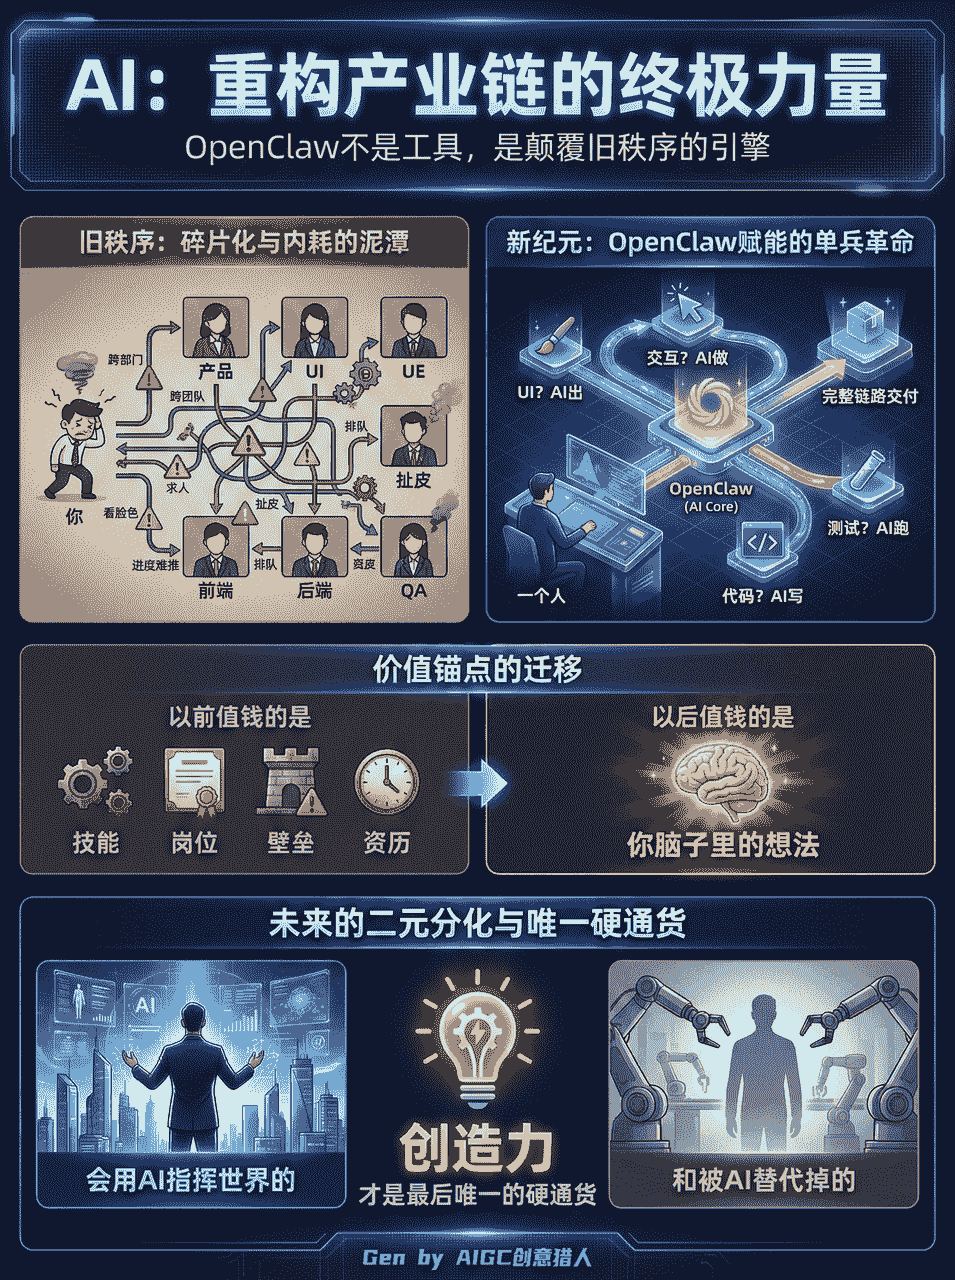 AI：重构产业链的终极力量
OpenClaw不是工具，是颠覆旧秩序的引擎
旧秩序：碎片化与内耗的泥潭
跨部门
跨团队
产品
UI
UE
排队
求人
扯皮
你
看脸色
扯皮
进度难推
前端
排队
后端
资皮
QA
新纪元：OpenClaw赋能的单兵革命
UI？AI出
交互？AI做
完整链路交付
OpenClaw
(AI Core)
测试？AI跑
</>
代码？AI写
一个人
价值锚点的迁移
以前值钱的是
技能
岗位
壁垒
资历
以后值钱的是
你脑子里的想法
未来的二元分化与唯一硬通货
AI
会用AI指挥世界的
创造力
才是最后唯一的硬通货
和被AI替代掉的
Gen by AIGC创意猎人